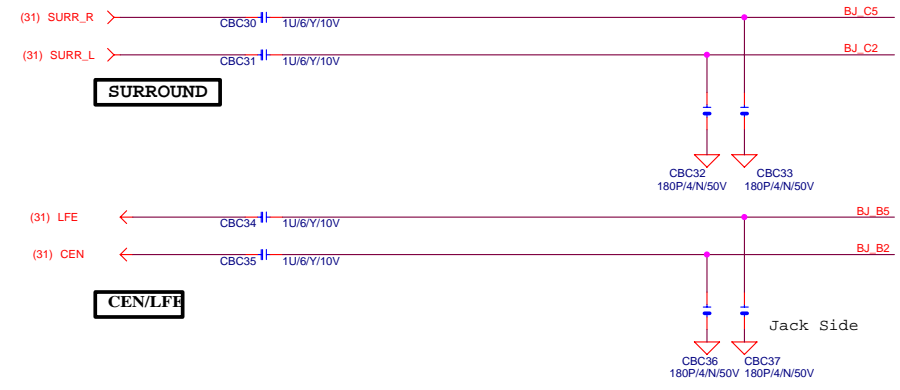 (31) SURR_R
CBC30
1U/6/Y/10V
BJ_C5
(31) SURR_L
CBC31
1U/6/Y/10V
BJ_C2
SURROUND
CBC32
180P/4/N/50V
CBC33
180P/4/N/50V
(31) LFE
CBC34
1U/6/Y/10V
BJ_B5
(31) CEN
CBC35
1U/6/Y/10V
BJ_B2
CEN/LFE
Jack Side
CBC36
180P/4/N/50V
CBC37
180P/4/N/50V